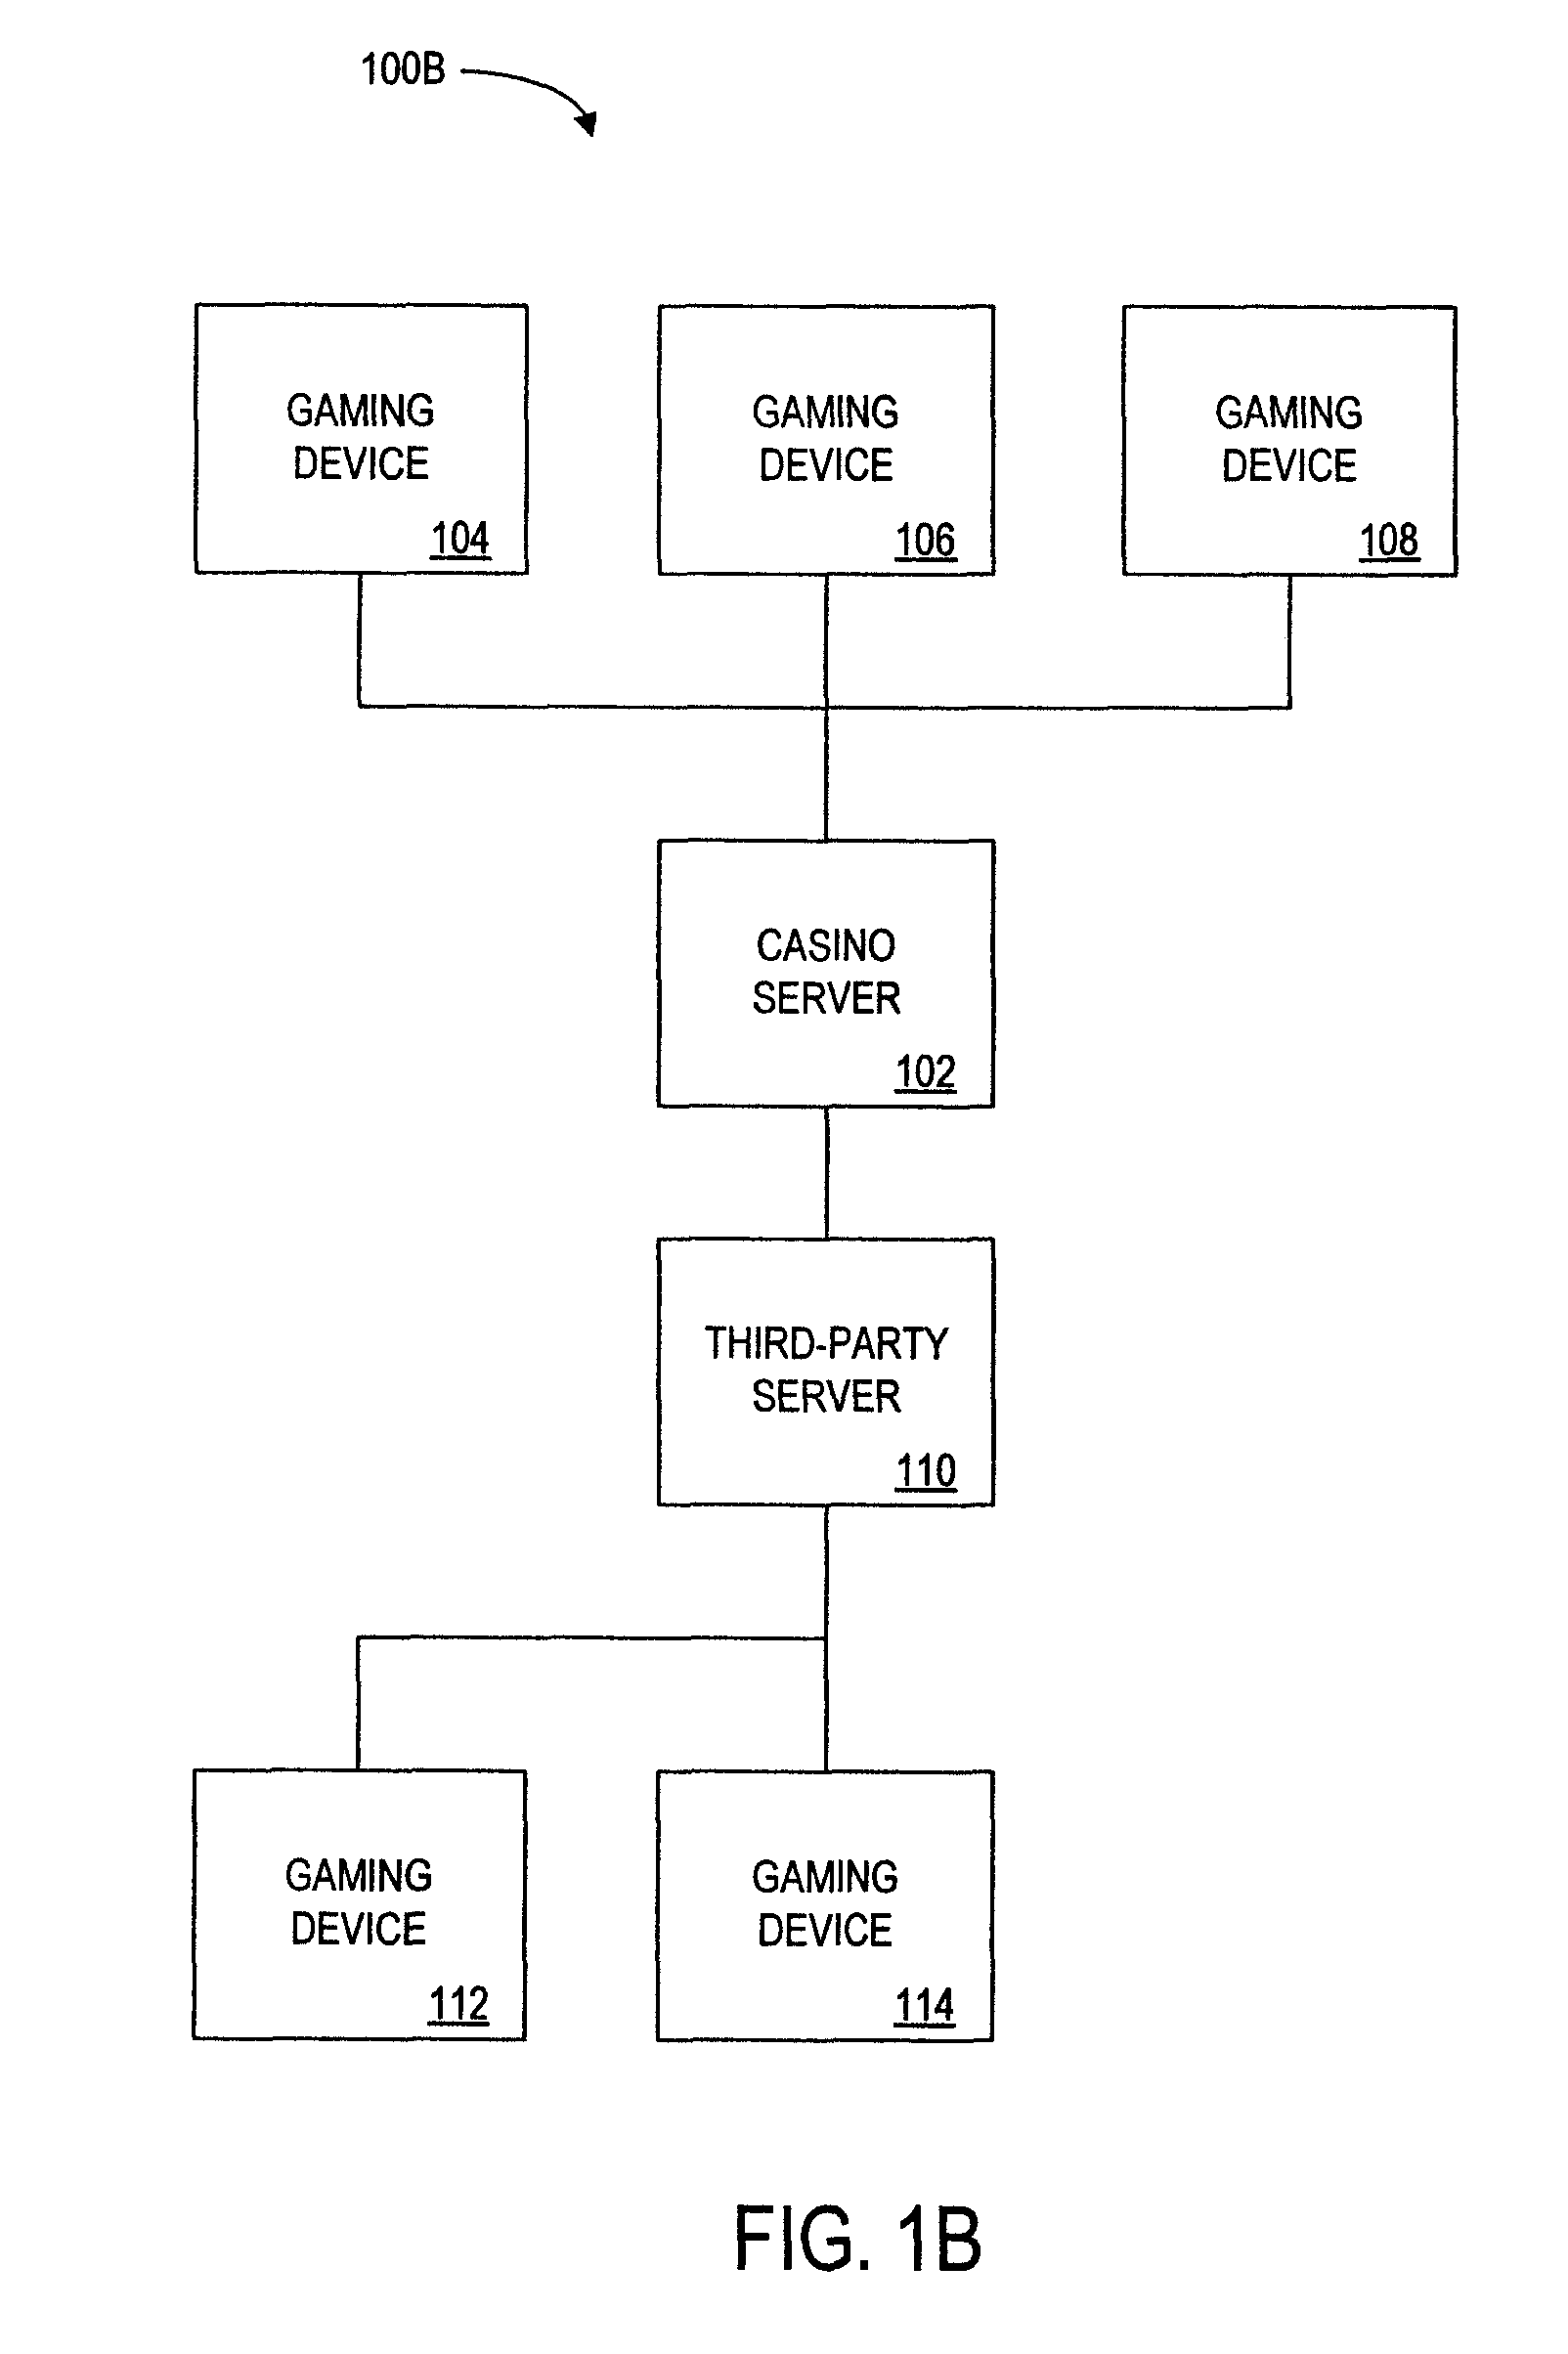 100B
GAMING
DEVICE
104
GAMING
DEVICE
106
GAMING
DEVICE
108
CASINO
SERVER
102
THIRD-PARTY
SERVER
110
GAMING
DEVICE
112
GAMING
DEVICE
114
FIG. 1B